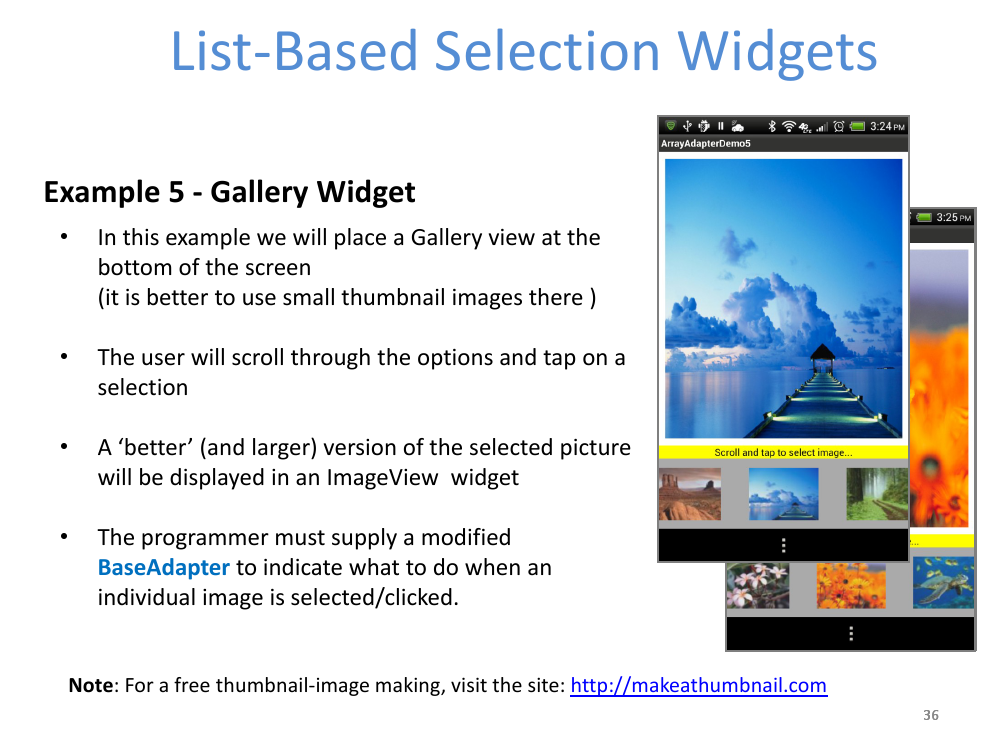 List-Based Selection Widgets
Example 5 - Gallery Widget
• In this example we will place a Gallery view at the
bottom of the screen
(it is better to use small thumbnail images there )
• The user will scroll through the options and tap on a
selection
• A ‘better’ (and larger) version of the selected picture
will be displayed in an ImageView  widget
• The programmer must supply a modified
BaseAdapter to indicate what to do when an
individual image is selected/clicked.
3:24 PM
ArrayAdapterDemo5
Scroll and tap to select image...
3:25 PM
...
Note: For a free thumbnail-image making, visit the site: http://makeathumbnail.com
36